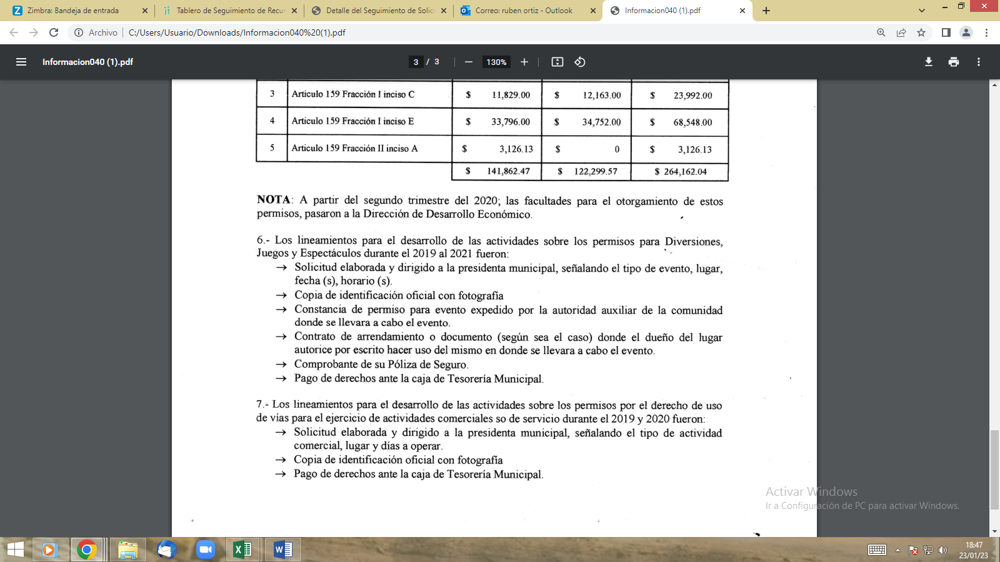 Zimbra: Bandeja de entrada
Tablero de Seguimiento de Recur
Detalle del Seguimiento de Solici
Correo: ruben ortiz - Outlook
Informacion040 (1).pdf
Archivo
C:/Users/Usuario/Downloads/Informacion040%20(1).pdf
Informacion040 (1).pdf
3 / 3
130%
3 Articulo 159 Fracción I inciso C $ 11,829.00 $ 12,163.00 $ 23,992.00
4 Articulo 159 Fracción I inciso E $ 33,796.00 $ 34,752.00 $ 68,548.00
5 Articulo 159 Fracción II inciso A $ 3,126.13 $ 0 $ 3,126.13
$ 141,862.47 $ 122,299.57 $ 264,162.04
NOTA: A partir del segundo trimestre del 2020; las facultades para el otorgamiento de estos
permisos, pasaron a la Dirección de Desarrollo Económico.
6.- Los lineamientos para el desarrollo de las actividades sobre los permisos para Diversiones,
Juegos y Espectáculos durante el 2019 al 2021 fueron:
→ Solicitud elaborada y dirigido a la presidenta municipal, señalando el tipo de evento, lugar,
fecha (s), horario (s).
→ Copia de identificación oficial con fotografía
→ Constancia de permiso para evento expedido por la autoridad auxiliar de la comunidad
donde se llevara a cabo el evento.
→ Contrato de arrendamiento o documento (según sea el caso) donde el dueño del lugar
autorice por escrito hacer uso del mismo en donde se llevara a cabo el evento.
→ Comprobante de su Póliza de Seguro.
→ Pago de derechos ante la caja de Tesorería Municipal.
7.- Los lineamientos para el desarrollo de las actividades sobre los permisos por el derecho de uso
de vías para el ejercicio de actividades comerciales so de servicio durante el 2019 y 2020 fueron:
→ Solicitud elaborada y dirigido a la presidenta municipal, señalando el tipo de actividad
comercial, lugar y días a operar.
→ Copia de identificación oficial con fotografía
→ Pago de derechos ante la caja de Tesorería Municipal.
Activar Windows
Ir a Configuración de PC para activar Windows.
18:47
23/01/23